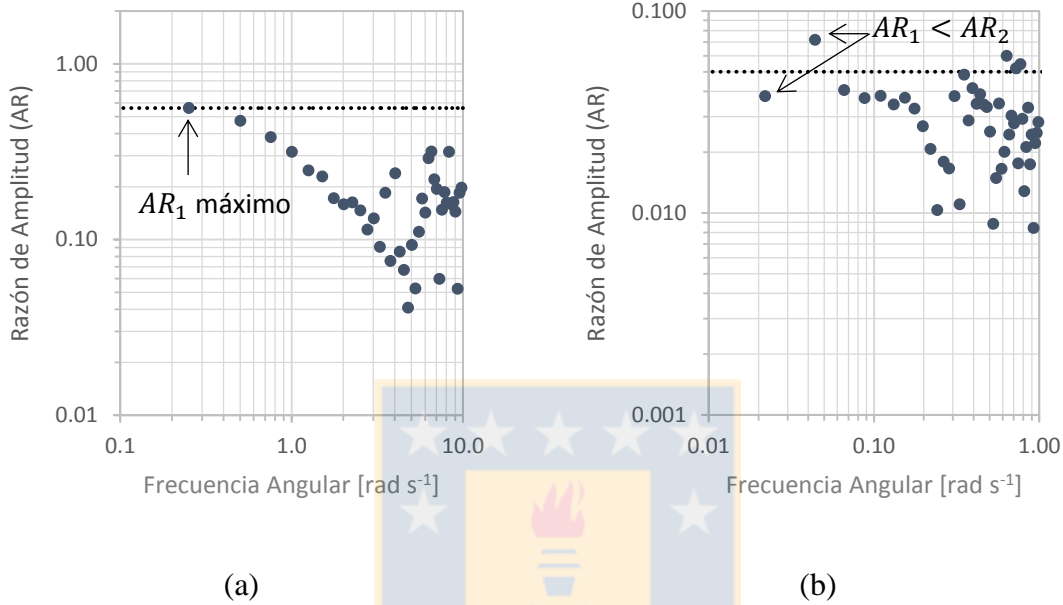 Razón de Amplitud (AR)
1.00
0.10
0.01
0.1
1.0
10.0
AR₁ máximo
Frecuencia Angular [rad s⁻¹]
(a)
Razón de Amplitud (AR)
0.100
0.010
0.001
0.01
0.10
1.00
AR₁ < AR₂
Frecuencia Angular [rad s⁻¹]
(b)